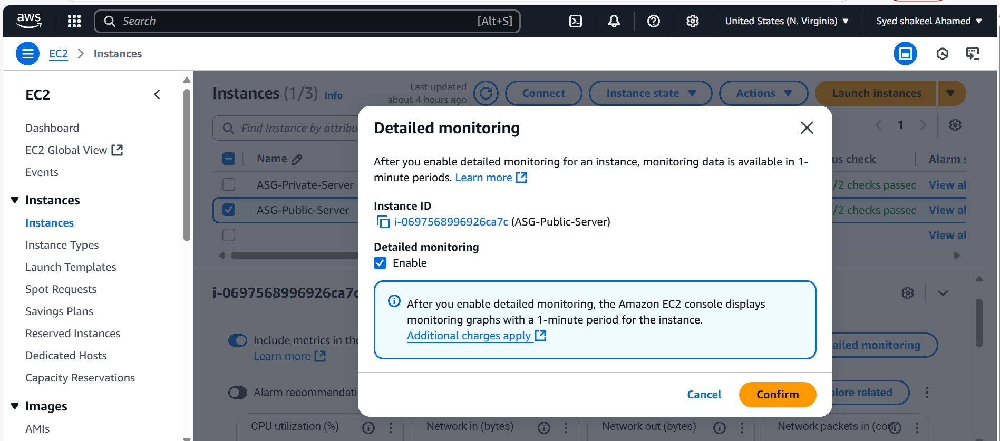 aws
Search
[Alt+S]
United States (N. Virginia)
Syed shakeel Ahamed
EC2
Instances
EC2
Dashboard
EC2 Global View
Events
Instances
Instances
Instance Types
Launch Templates
Spot Requests
Savings Plans
Reserved Instances
Dedicated Hosts
Capacity Reservations
Images
AMIs
Instances (1/3) Info
Last updated
about 4 hours ago
Connect
Instance state
Actions
Launch instances
Find Instance by attribu
1
Name
us check
Alarm s
ASG-Private-Server
/2 checks passec
View al
ASG-Public-Server
/2 checks passec
View al
View al
i-0697568996926ca7c
Include metrics in the
Learn more
ailed monitoring
Alarm recommendati
plore related
CPU utilization (%)
Network in (bytes)
Network out (bytes)
Network packets in (cour
Detailed monitoring
After you enable detailed monitoring for an instance, monitoring data is available in 1-
minute periods. Learn more
Instance ID
i-0697568996926ca7c (ASG-Public-Server)
Detailed monitoring
Enable
After you enable detailed monitoring, the Amazon EC2 console displays
monitoring graphs with a 1-minute period for the instance.
Additional charges apply
Cancel
Confirm